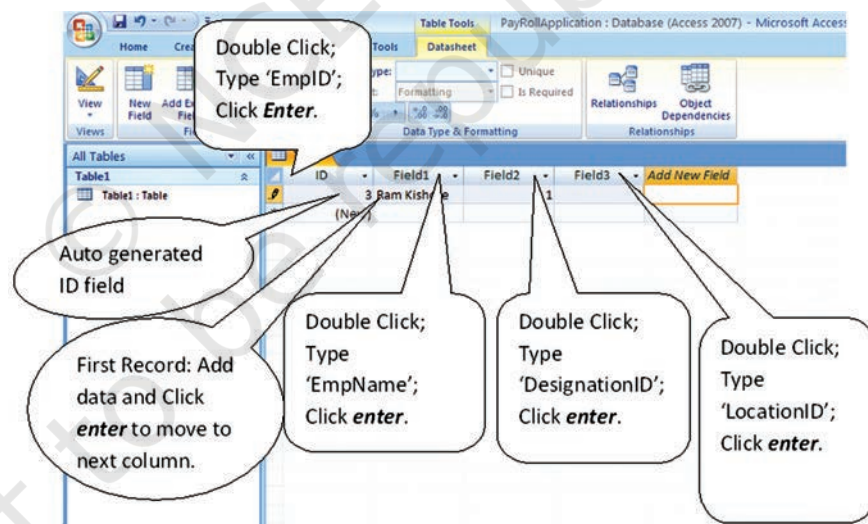 Table Tools PayRollApplication : Database (Access 2007) - Microsoft Access
Home Tools Datasheet
Double Click;
Type 'EmpID';
Click Enter.
Unique
Formatting Is Required
View
New Field
Relationships
Object Dependencies
Views Data Type & Formatting Relationships
All Tables
Table1
Table1 : Table
ID Field1 Field2 Field3 Add New Field
3 Ram 1
Auto generated
ID field
First Record: Add
data and Click
enter to move to
next column.
Double Click;
Type
'EmpName';
Click enter.
Double Click;
Type
'DesignationID';
Click enter.
Double Click;
Type
'LocationID';
Click enter.